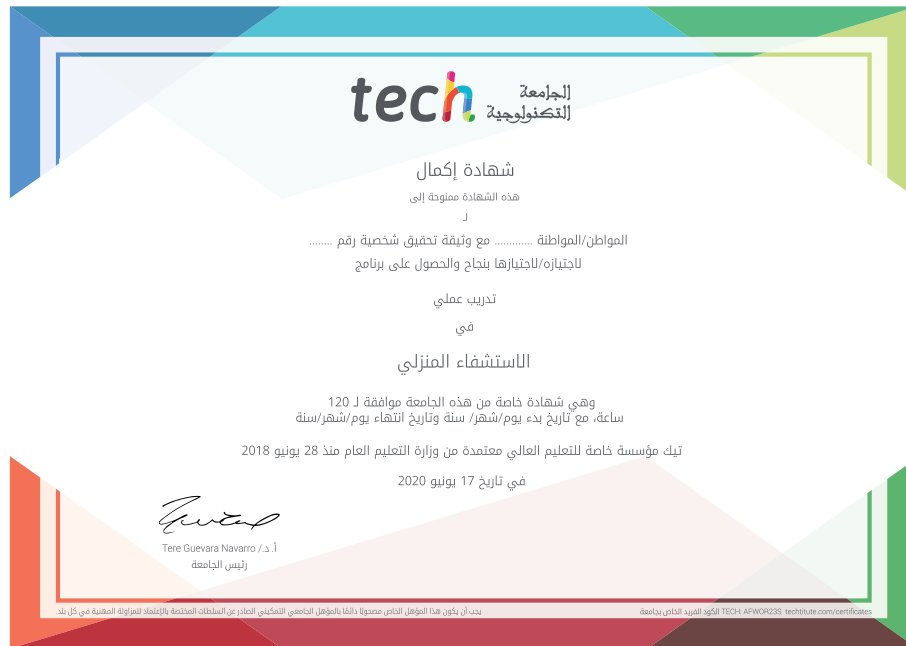 tech الجامعة
التكنولوجية
شهادة إكمال
هذه الشهادة ممنوحة إلى
لـ
المواطن/المواطنة ............ مع وثيقة تحقيق شخصية رقم ........
لاجتيازه/لاجتيازها بنجاح والحصول على برنامج
تدريب عملي
في
الاستشفاء المنزلي
وهي شهادة خاصة من هذه الجامعة موافقة لـ 120
ساعة، مع تاريخ بدء يوم/شهر/ سنة وتاريخ انتهاء يوم/شهر/سنة
تيك مؤسسة خاصة للتعليم العالي معتمدة من وزارة التعليم العام منذ 28 يونيو 2018
في تاريخ 17 يونيو 2020
أ.د./ Tere Guevara Navarro
رئيس الجامعة
يجب أن يكون هذا المؤهل الخاص مصحوبًا دائمًا بالمؤهل الجامعي التمكيني الصادر عن السلطات المختصة بالإعتماد للمزاولة المهنية في كل بلد.
الكود الفريد الخاص بجامعة TECH: AFWOR23S techtitute.com/certificates